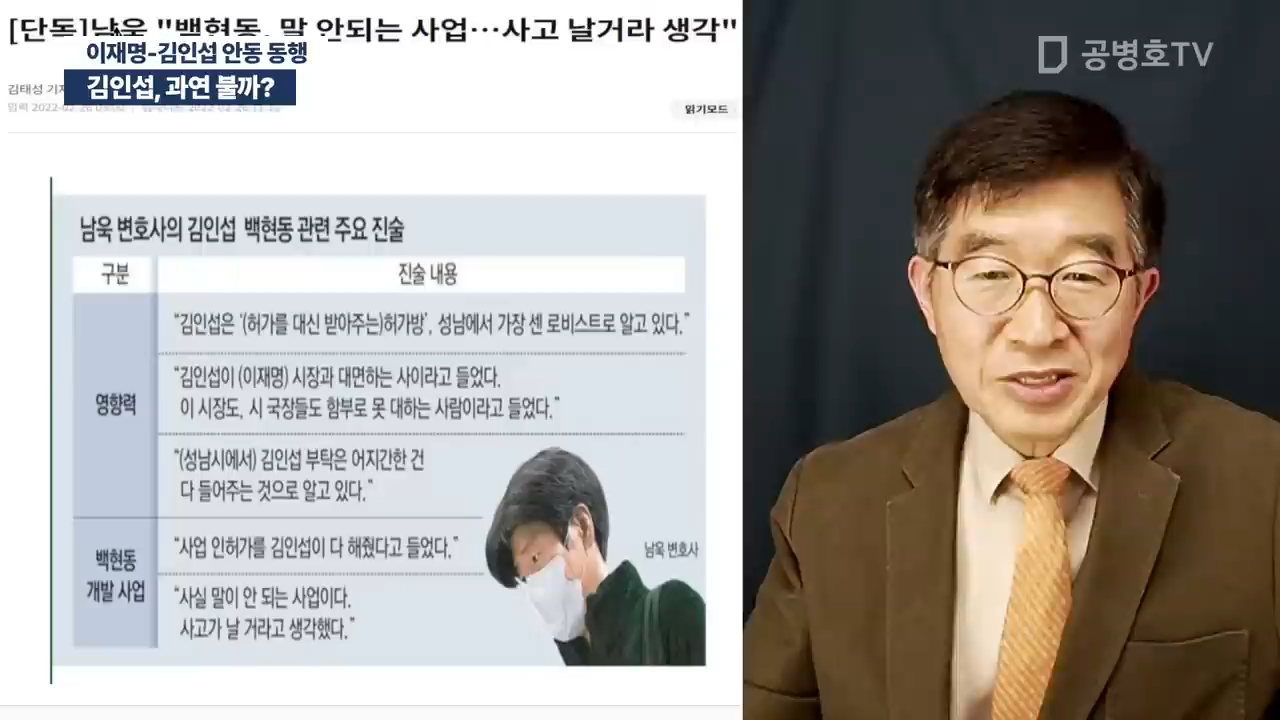 [단독]남욱 "백현동, 말 안되는 사업…사고 날거라 생각"
이재명-김인섭 안동 동행
김인섭, 과연 불까?
김태성 기자
입력 2022-02-26
읽기모드
공병호TV
남욱 변호사의 김인섭 백현동 관련 주요 진술
구분
진술 내용
영향력
“김인섭은 ‘(허가를 대신 받아주는)허가방’, 성남에서 가장 센 로비스트로 알고 있다.”
“김인섭이 (이재명) 시장과 대면하는 사이라고 들었다.
이 시장도, 시 국장들도 함부로 못 대하는 사람이라고 들었다.”
“(성남시에서) 김인섭 부탁은 어지간한 건
다 들어주는 것으로 알고 있다.”
백현동
개발 사업
“사업 인허가를 김인섭이 다 해줬다고 들었다.”
“사실 말이 안 되는 사업이다.
사고가 날 거라고 생각했다.”
남욱 변호사